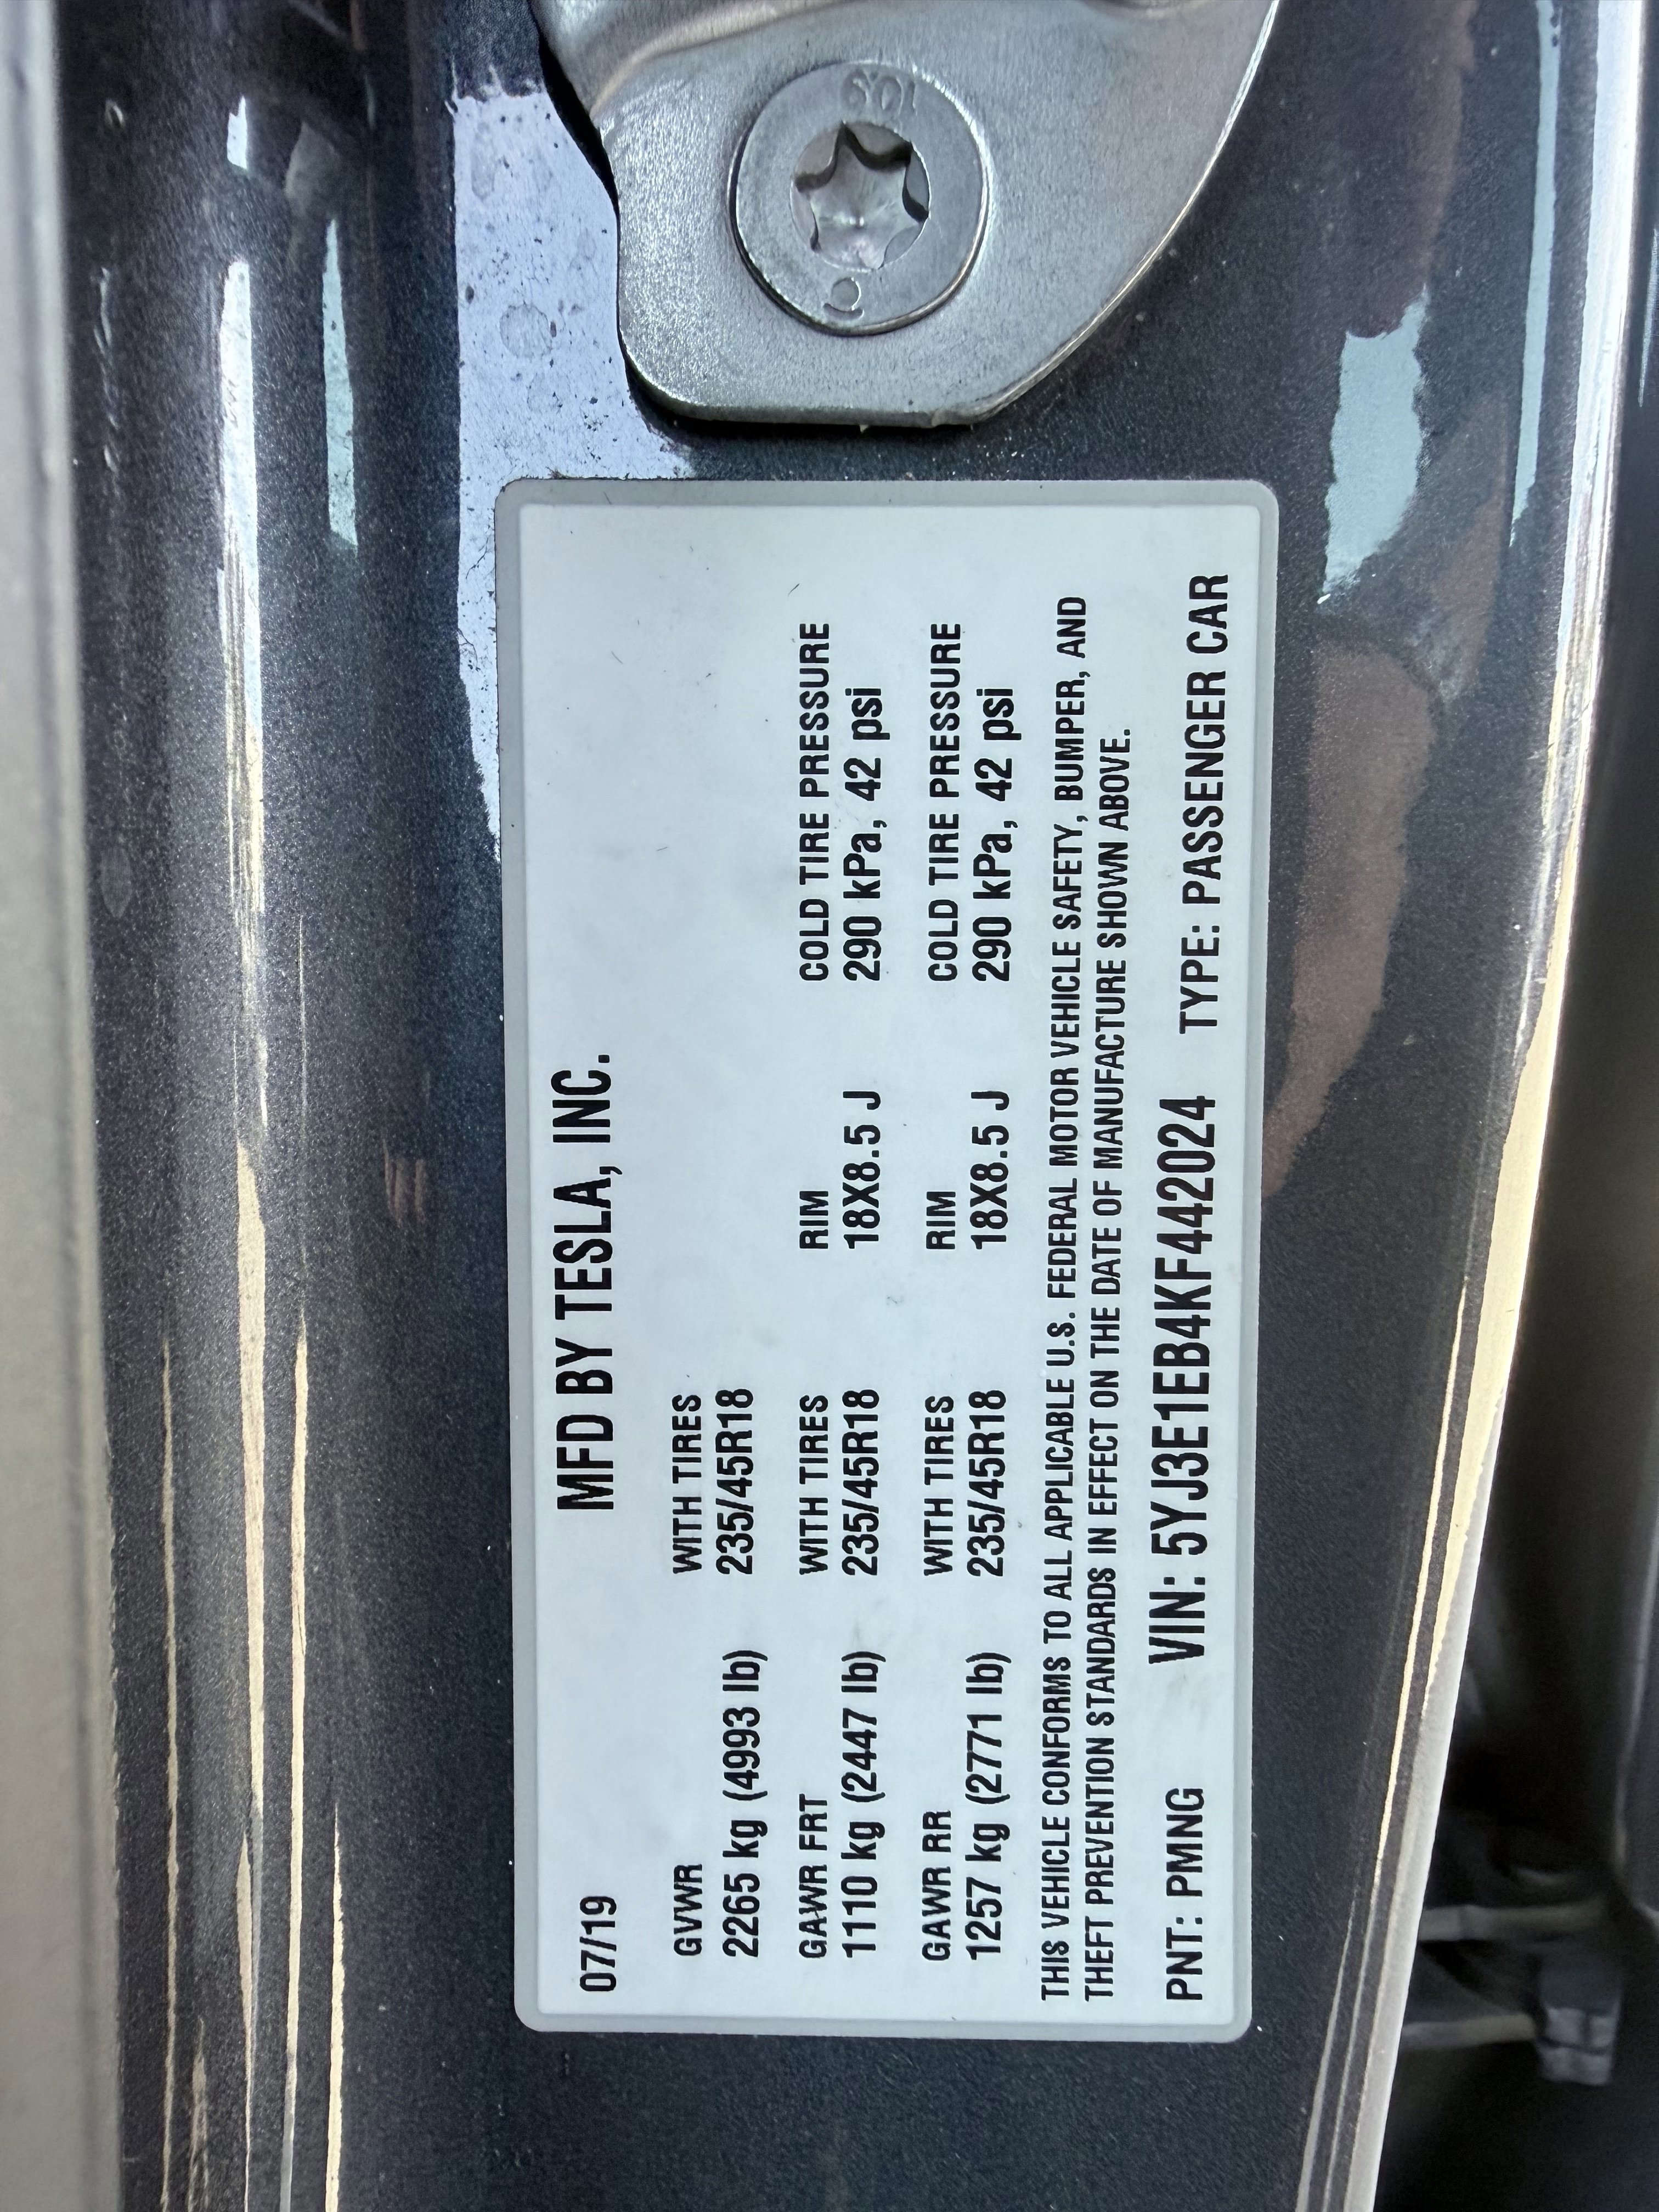 07/19 MFD BY TESLA, INC.
GVWR WITH TIRES
2265 kg (4993 lb) 235/45R18
GAWR FRT WITH TIRES RIM COLD TIRE PRESSURE
1110 kg (2447 lb) 235/45R18 18X8.5 J 290 kPa, 42 psi
GAWR RR WITH TIRES RIM COLD TIRE PRESSURE
1257 kg (2771 lb) 235/45R18 18X8.5 J 290 kPa, 42 psi
THIS VEHICLE CONFORMS TO ALL APPLICABLE U.S. FEDERAL MOTOR VEHICLE SAFETY, BUMPER, AND
THEFT PREVENTION STANDARDS IN EFFECT ON THE DATE OF MANUFACTURE SHOWN ABOVE.
PNT: PMNG VIN: 5YJ3E1EB4KF442024 TYPE: PASSENGER CAR
10.9